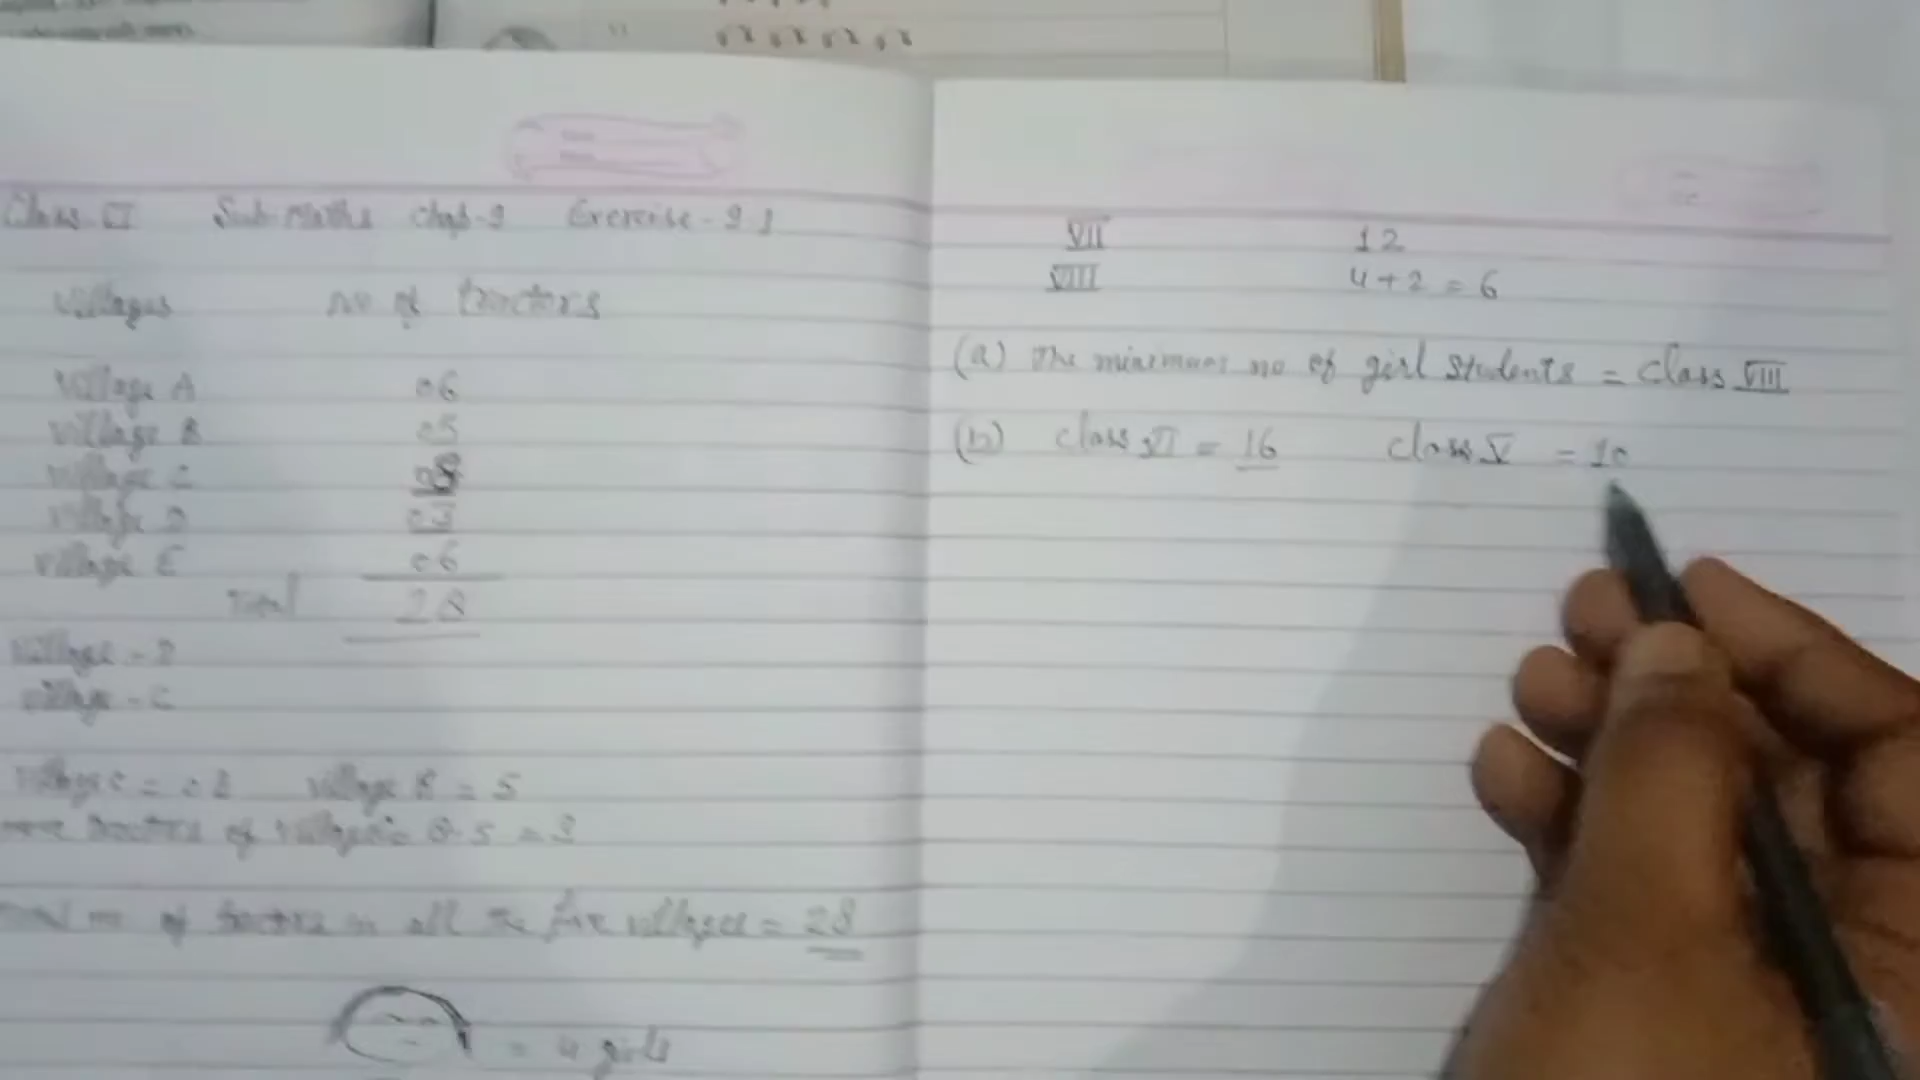 Class VI Sub Maths Chap-9 Exercise-9.1
Villages no of tractors
Village A 06
Village B 05
Village C 08
Village D 03
Village E 06
Total 28
Village - D
Village - C
Village C = 08 Village B = 5
more tractors of Village C = 8-5 = 3
Total no of tractors in all the five villages = 28
= 4 girls
VII 12
VIII 4+2 = 6
(a) The minimum no of girl students = Class VIII
(b) class VI = 16 class V = 10